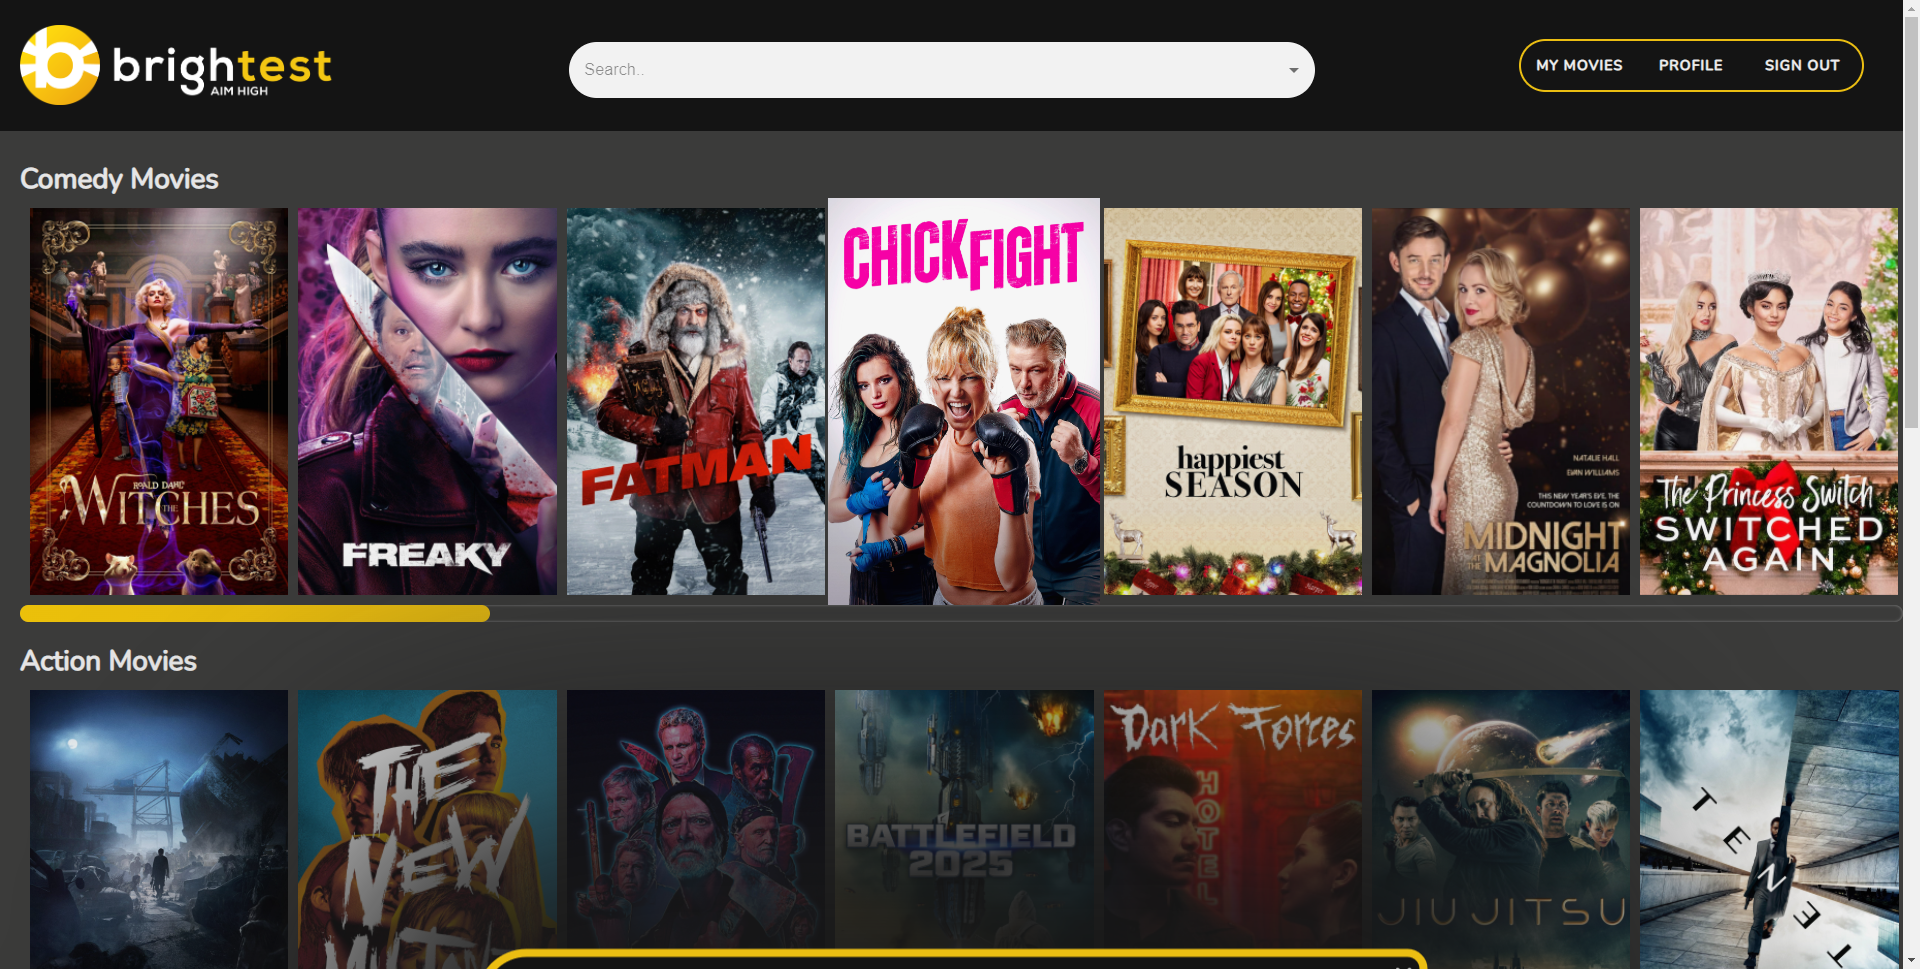 brightest
AIM HIGH
Search..
MY MOVIES
PROFILE
SIGN OUT
Comedy Movies
ROALD DAHL
THE
WITCHES
FREAKY
FATMAN
CHICK FIGHT
happiest
SEASON
NATALIE HALL
EVAN WILLIAMS
THIS NEW YEAR'S EVE, THE
COUNTDOWN TO LOVE IS ON
MIDNIGHT
AT THE MAGNOLIA
The Princess Switch
SWITCHED
AGAIN
Action Movies
THE
NEW
BATTLEFIELD
2025
Dark Forces
HOTEL
JIU JITSU
TENET